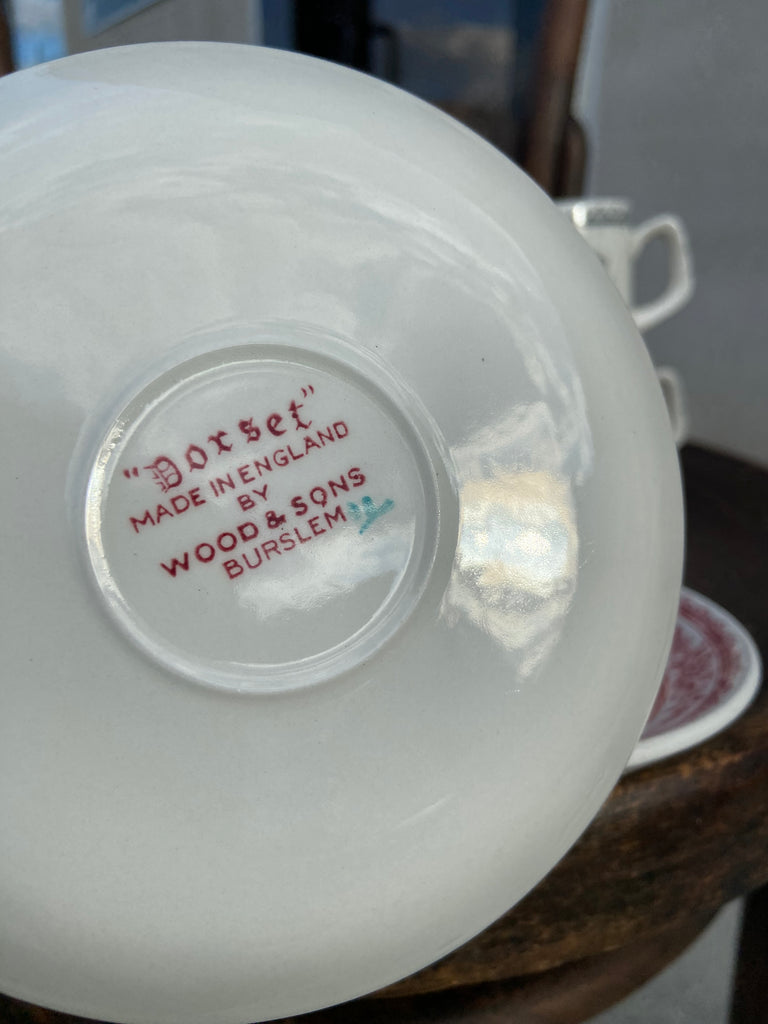 "Dorset"
MADE IN ENGLAND
BY
WOOD & SONS
BURSLEM